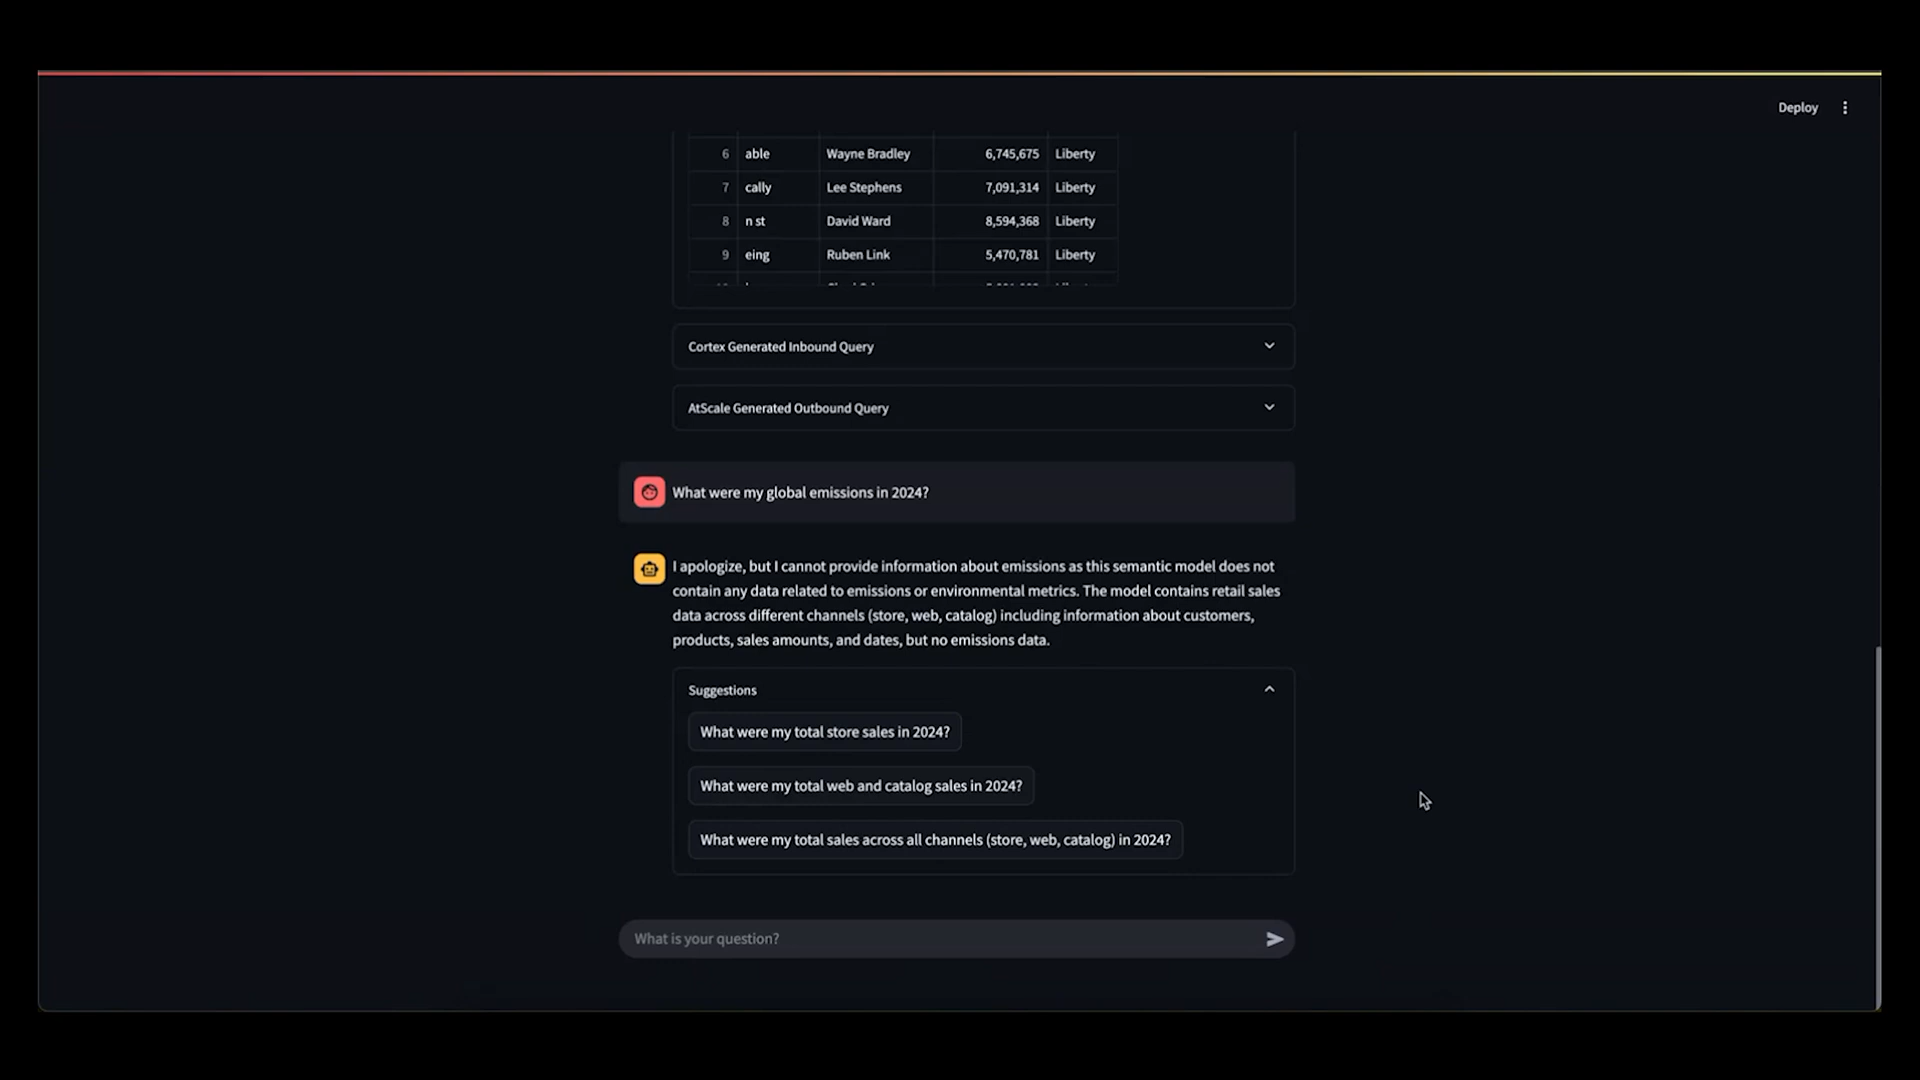 Deploy
6 able Wayne Bradley 6,745,675 Liberty
7 cally Lee Stephens 7,091,314 Liberty
8 n st David Ward 8,594,368 Liberty
9 eing Ruben Link 5,470,781 Liberty
Cortex Generated Inbound Query
AtScale Generated Outbound Query
What were my global emissions in 2024?
I apologize, but I cannot provide information about emissions as this semantic model does not
contain any data related to emissions or environmental metrics. The model contains retail sales
data across different channels (store, web, catalog) including information about customers,
products, sales amounts, and dates, but no emissions data.
Suggestions
What were my total store sales in 2024?
What were my total web and catalog sales in 2024?
What were my total sales across all channels (store, web, catalog) in 2024?
What is your question?